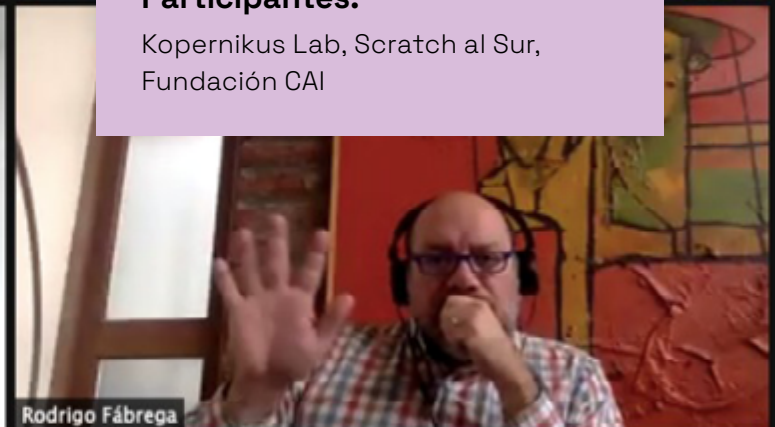 Participantes:
Kopernikus Lab, Scratch al Sur,
Fundación CAI
Rodrigo Fábrega